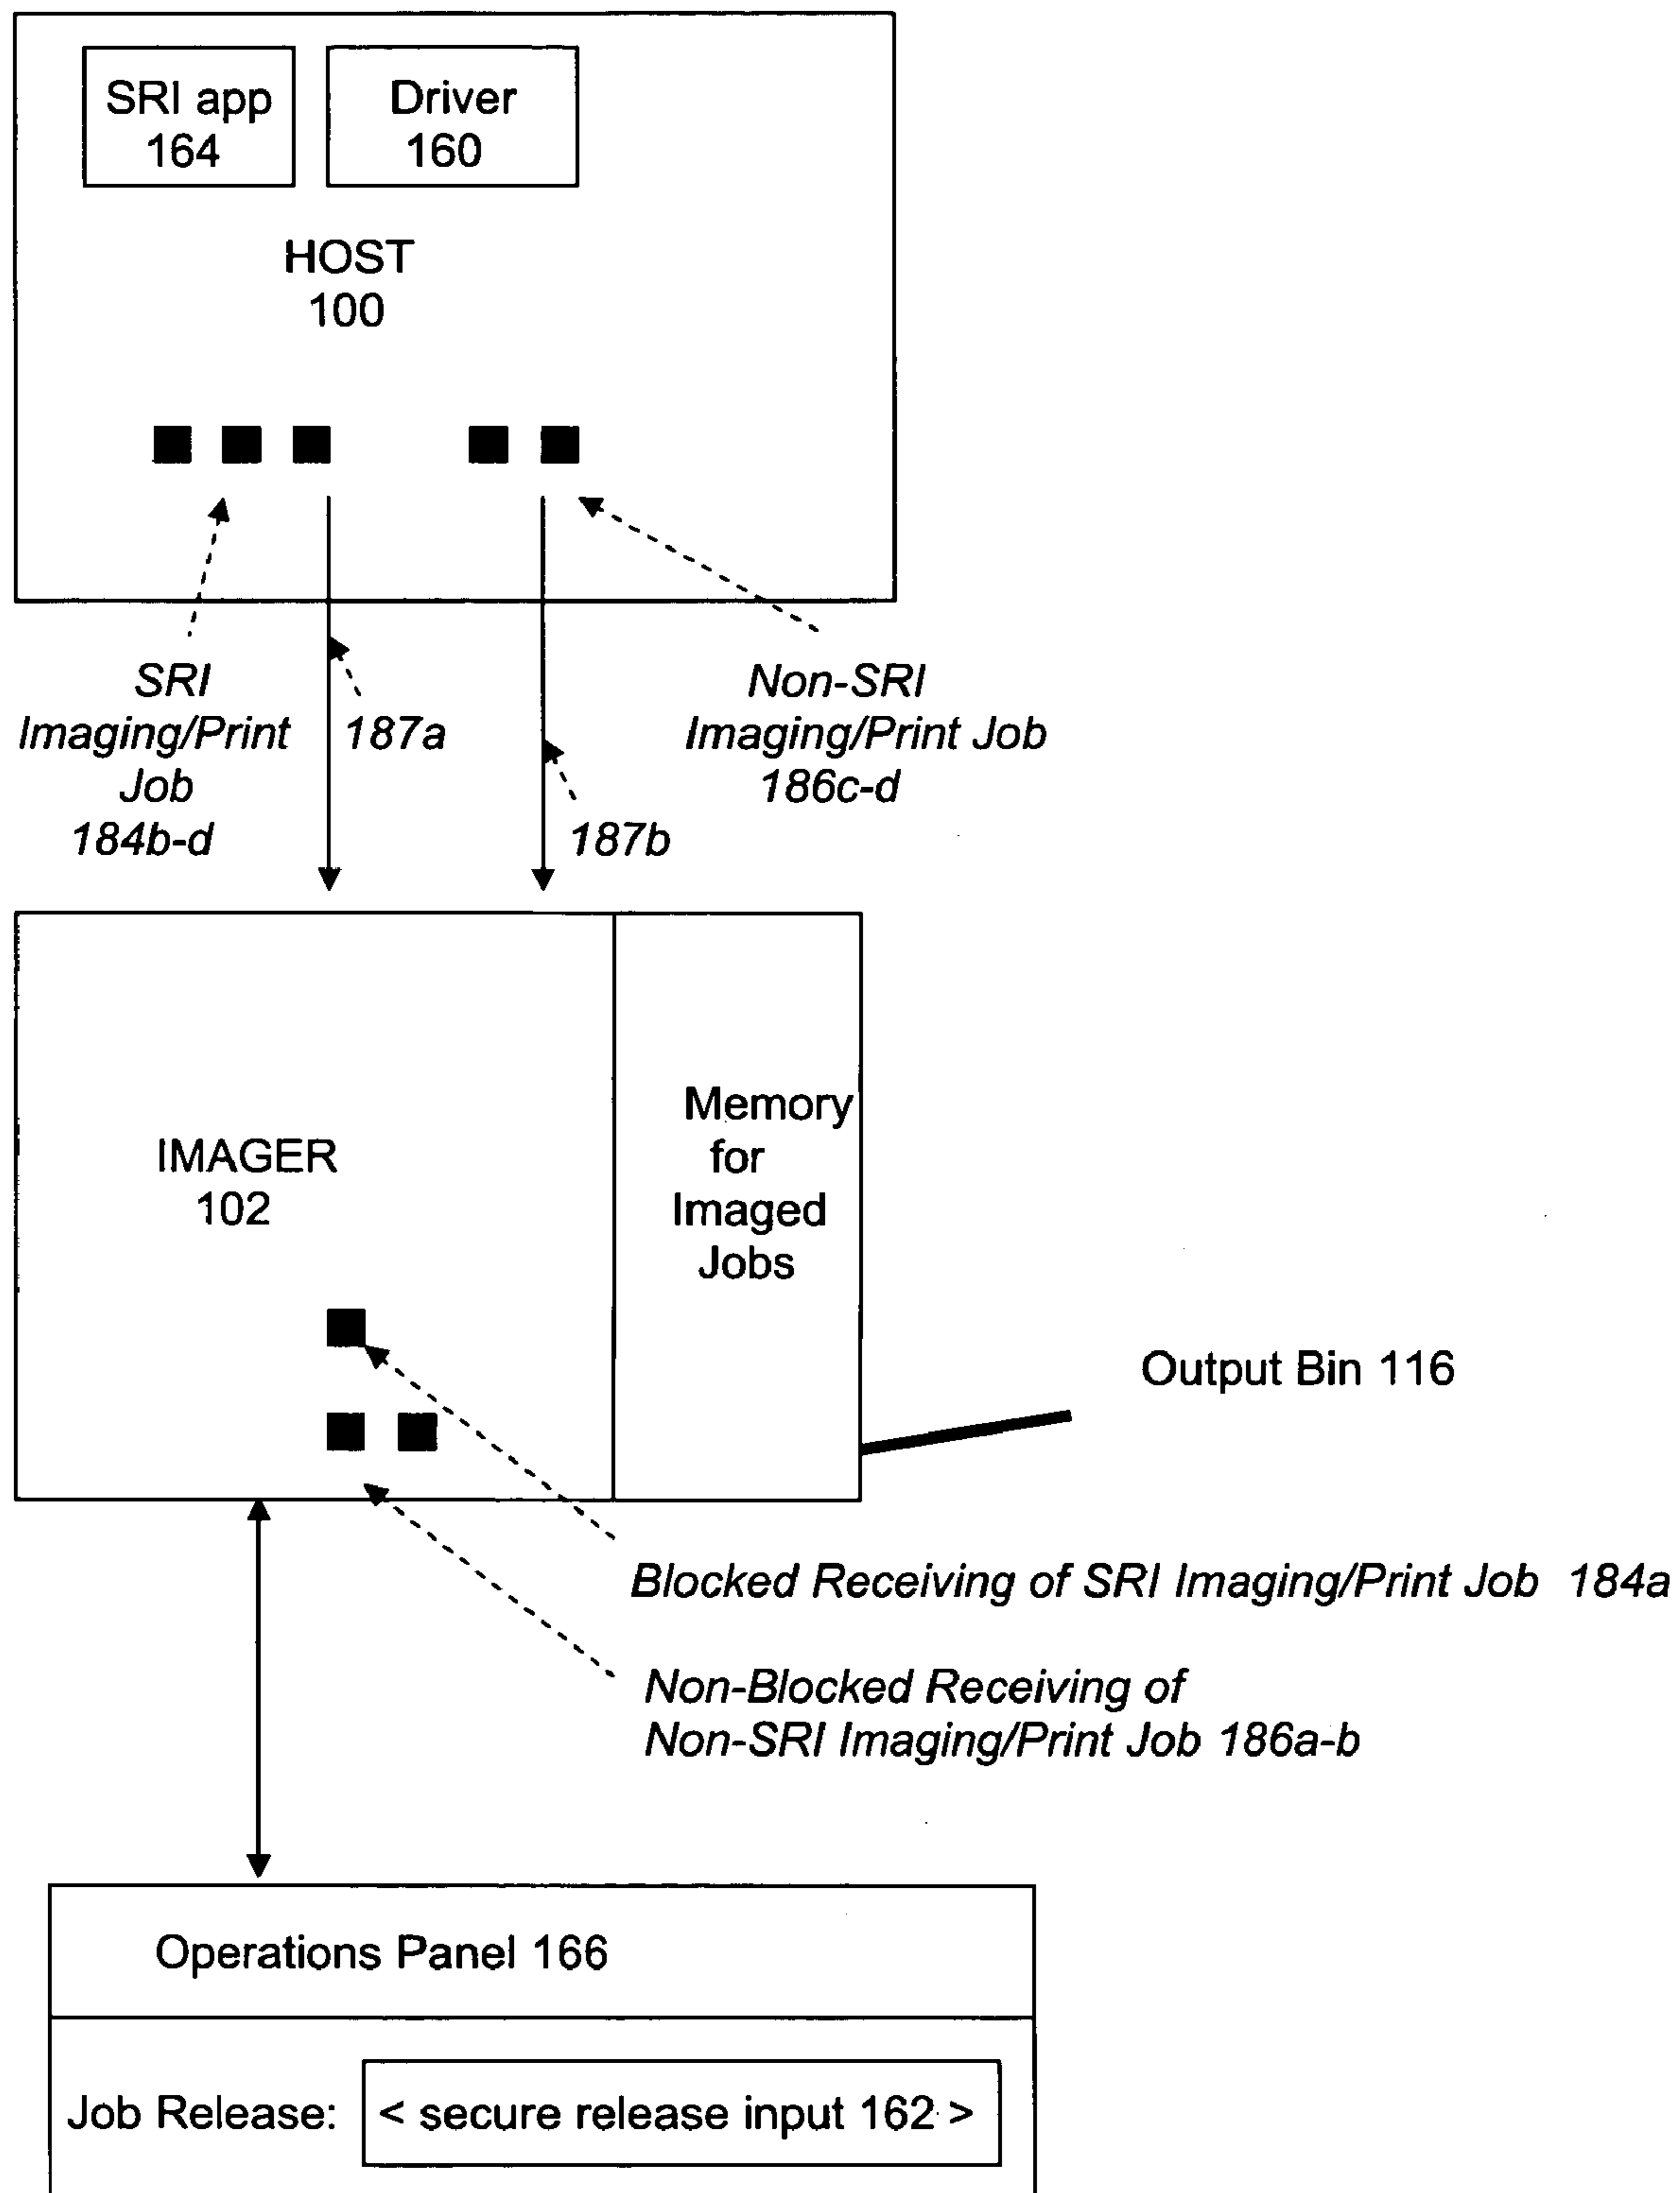 SRI app
164
Driver
160
HOST
100
SRI
Imaging/Print
Job
184b-d
187a
187b
Non-SRI
Imaging/Print Job
186c-d
IMAGER
102
Memory
for
Imaged
Jobs
Output Bin 116
Blocked Receiving of SRI Imaging/Print Job 184a
Non-Blocked Receiving of
Non-SRI Imaging/Print Job 186a-b
Operations Panel 166
Job Release:
< secure release input 162 >